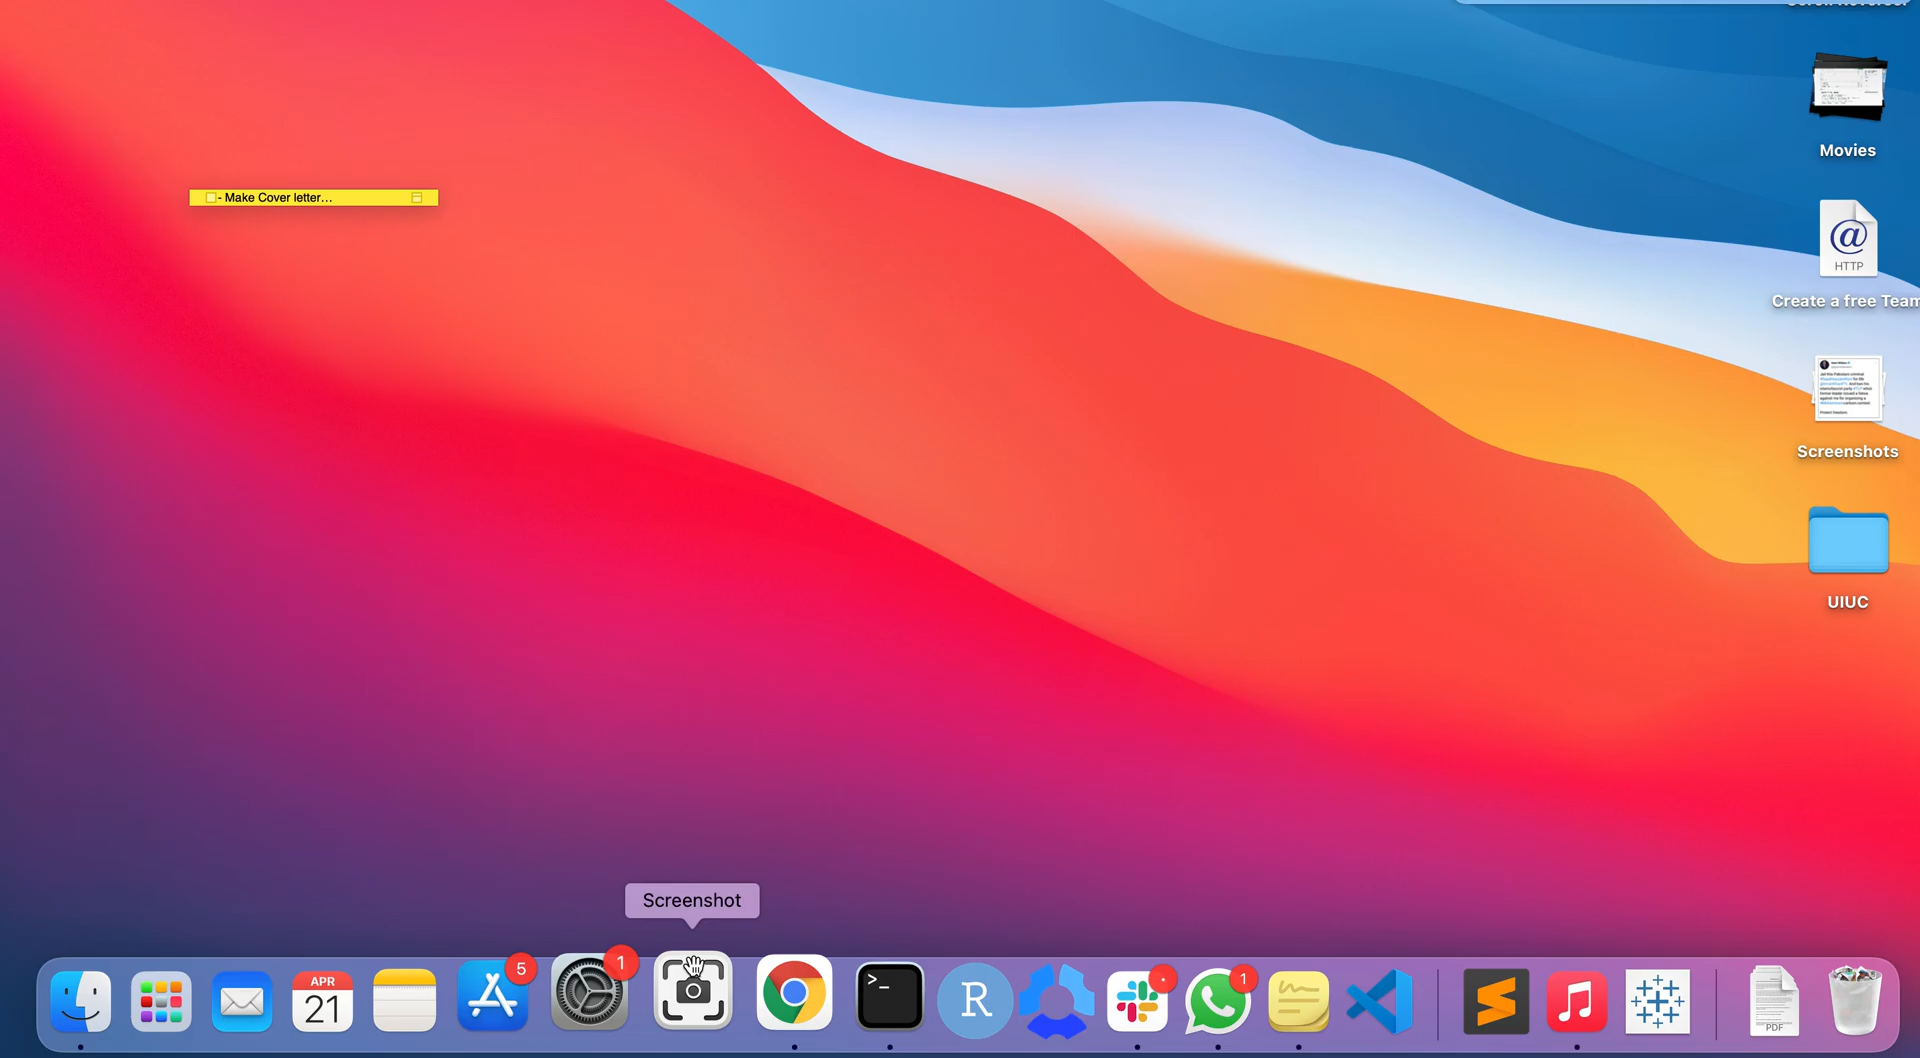 Movies
- Make Cover letter...
@
HTTP
Create a free Team
Screenshots
UIUC
Screenshot
5
1
APR
21
>_
R
1
PDF